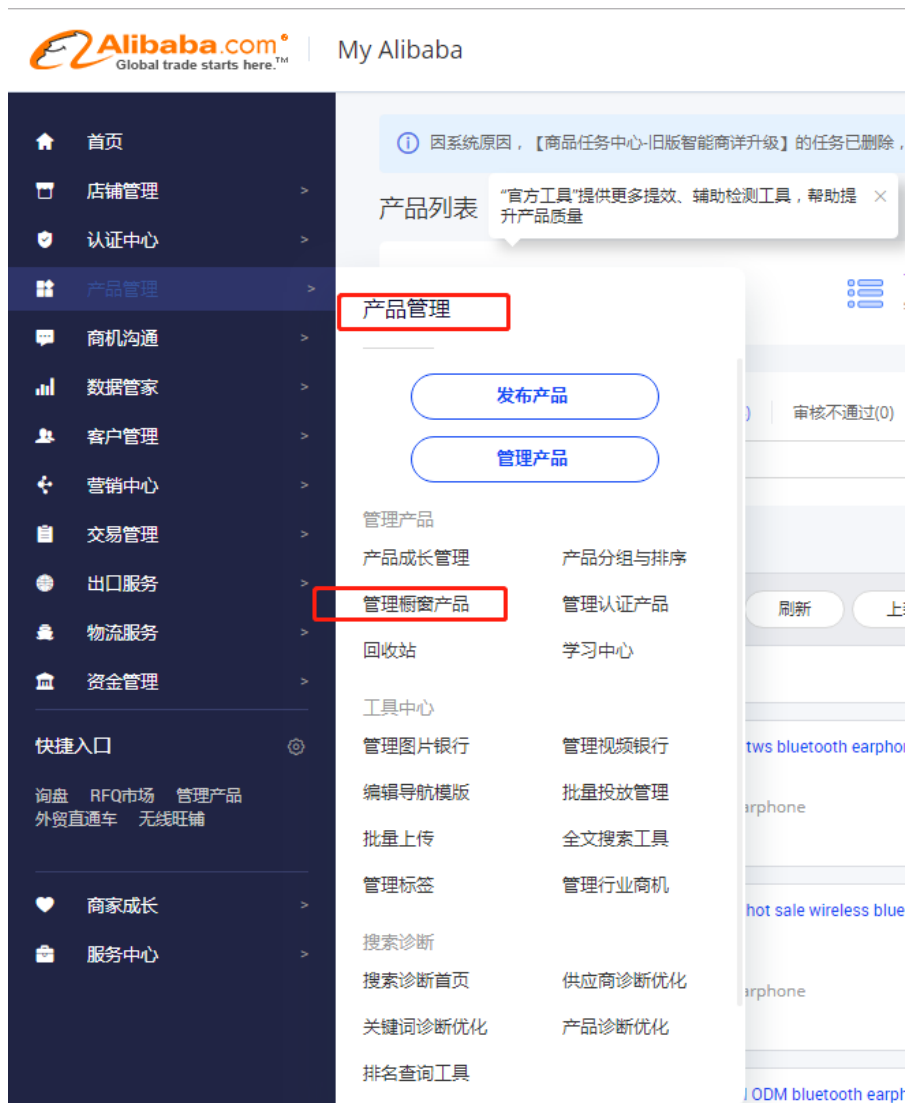 Alibaba.com
Global trade starts here.™
My Alibaba
首页
店铺管理
认证中心
产品管理
商机沟通
数据管家
客户管理
营销中心
交易管理
出口服务
物流服务
资金管理
快捷入口
询盘 RFQ市场 管理产品
外贸直通车 无线旺铺
商家成长
服务中心
因系统原因，【商品任务中心-旧版智能商详升级】的任务已删除，
产品列表
“官方工具”提供更多提效、辅助检测工具，帮助提
升产品质量
产品管理
发布产品
管理产品
管理产品
产品成长管理 产品分组与排序
管理橱窗产品 管理认证产品
回收站 学习中心
工具中心
管理图片银行 管理视频银行
编辑导航模版 批量投放管理
批量上传 全文搜索工具
管理标签 管理行业商机
搜索诊断
搜索诊断首页 供应商诊断优化
关键词诊断优化 产品诊断优化
排名查询工具
) 审核不通过(0)
刷新 上
tws bluetooth
hot sale wireless
ODM bluetooth